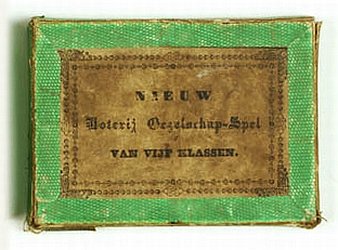 NIEUW
Loterij Gezelschap-Spel
VAN VIJF KLASSEN.